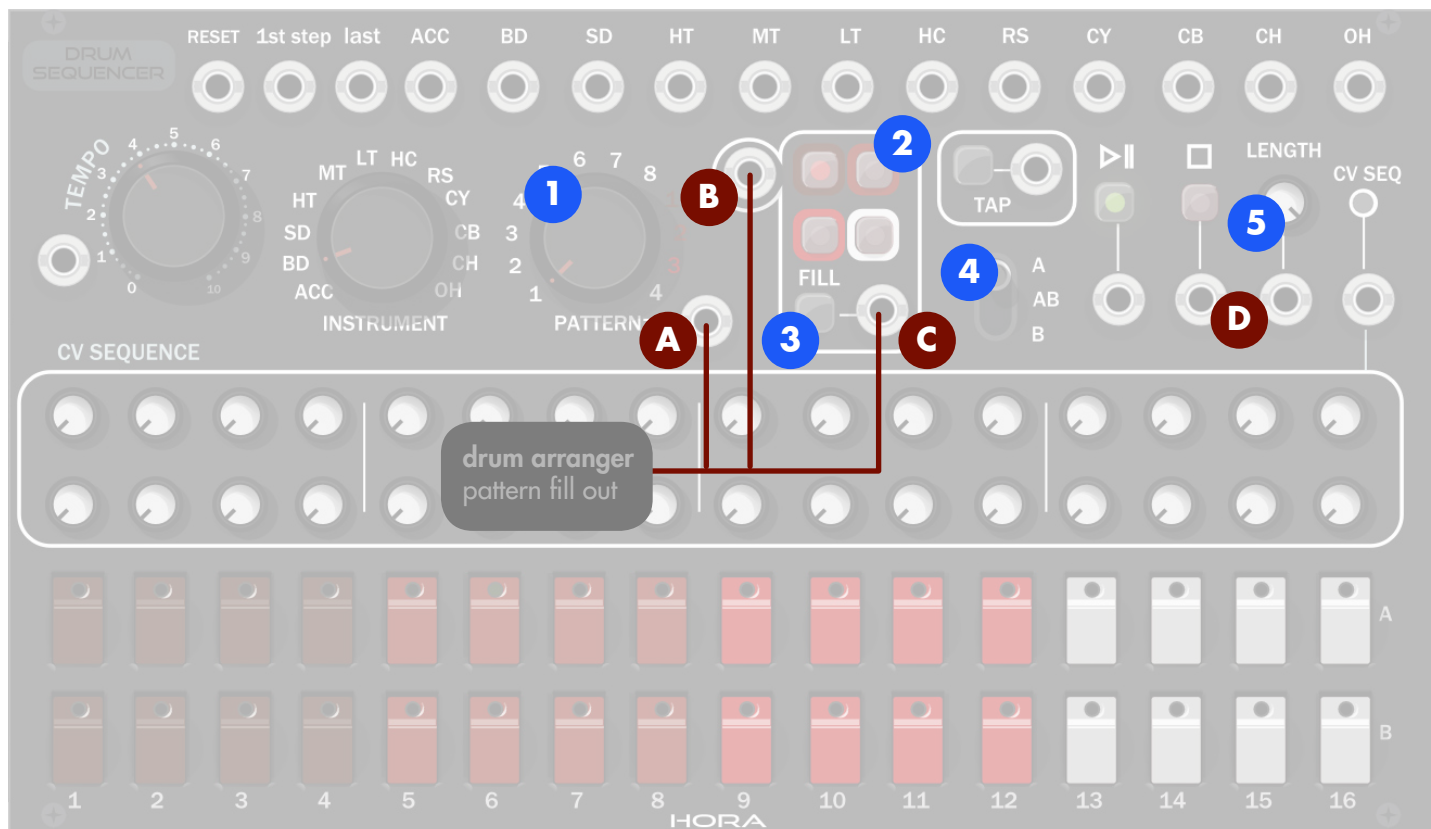 RESET 1st step last ACC BD SD HT MT LT HC RS CY CB CH OH
DRUM
SEQUENCER
TEMPO
0 1 2 3 4 5 6 7 8 9 10
ACC BD SD HT MT LT HC RS CY CB CH OH
INSTRUMENT
1 2 3 4 6 7 8
3 4
PATTERN
1
B
A
2
FILL
3
C
TAP
4
A
AB
B
LENGTH
5
D
CV SEQ
CV SEQUENCE
drum arranger
pattern fill out
A
B
1 2 3 4 5 6 7 8 9 10 11 12 13 14 15 16
HORA